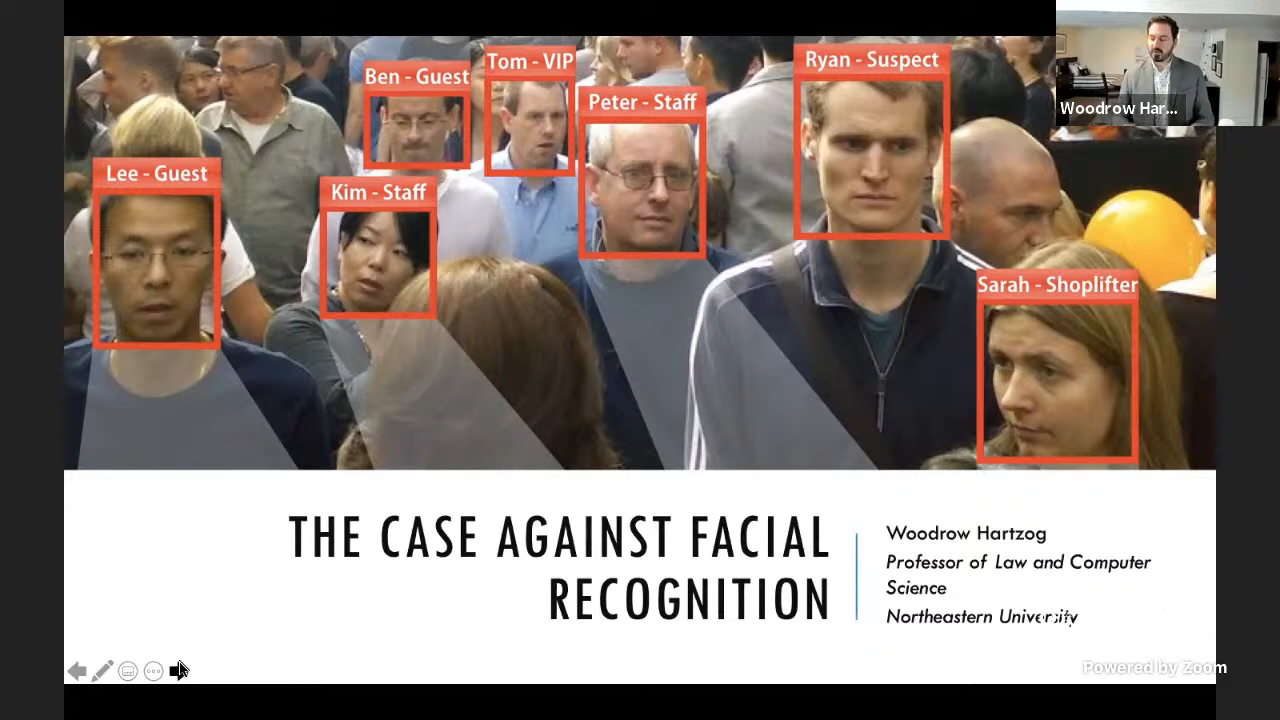 Ben - Guest
Tom - VIP
Peter - Staff
Ryan - Suspect
Woodrow Har...
Lee - Guest
Kim - Staff
Sarah - Shoplifter
THE CASE AGAINST FACIAL
RECOGNITION
Woodrow Hartzog
Professor of Law and Computer
Science
Northeastern University
Powered by Zoom